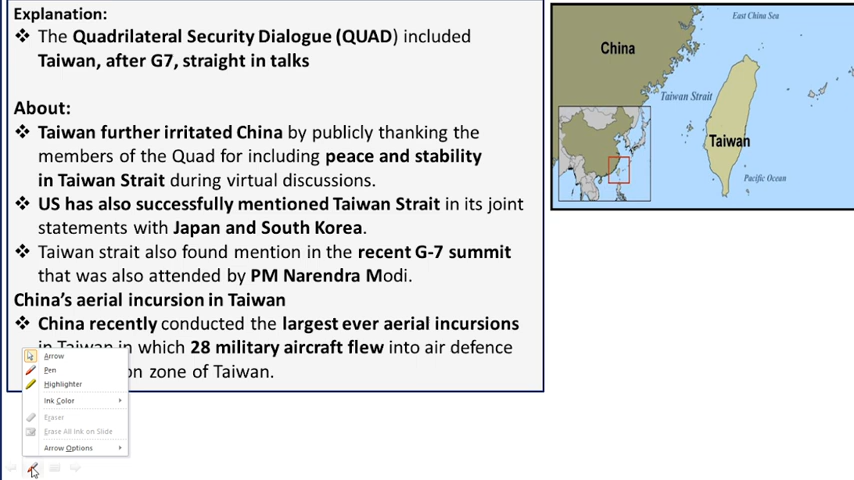 Explanation:
❖ The Quadrilateral Security Dialogue (QUAD) included
Taiwan, after G7, straight in talks
About:
❖ Taiwan further irritated China by publicly thanking the
members of the Quad for including peace and stability
in Taiwan Strait during virtual discussions.
❖ US has also successfully mentioned Taiwan Strait in its joint
statements with Japan and South Korea.
❖ Taiwan strait also found mention in the recent G-7 summit
that was also attended by PM Narendra Modi.
China's aerial incursion in Taiwan
❖ China recently conducted the largest ever aerial incursions
in Taiwan in which 28 military aircraft flew into air defence
on zone of Taiwan.
Arrow
Pen
Highlighter
Ink Color
Eraser
Erase All Ink on Slide
Arrow Options
East China Sea
China
Taiwan Strait
Taiwan
Pacific Ocean